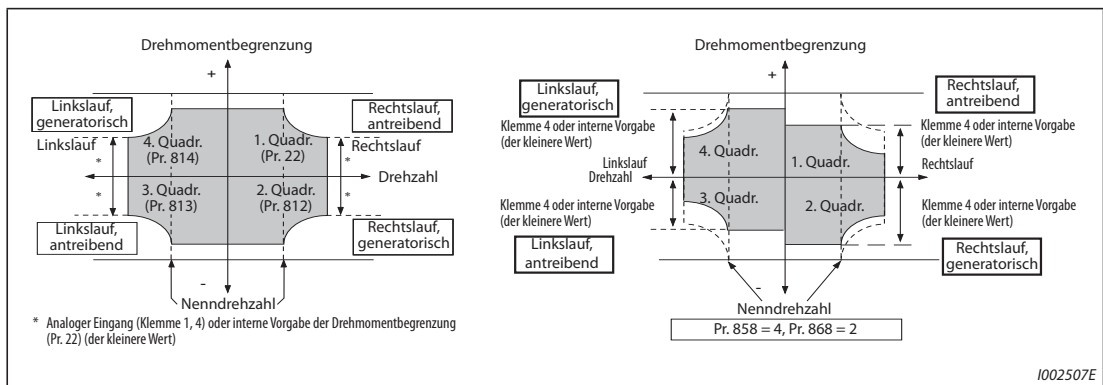 Drehmomentbegrenzung
+
Linkslauf,
generatorisch
Rechtslauf,
antreibend
Linkslauf
Rechtslauf
4. Quadr.
(Pr. 814)
1. Quadr.
(Pr. 22)
*
*
Drehzahl
*
*
3. Quadr.
(Pr. 813)
2. Quadr.
(Pr. 812)
Linkslauf,
antreibend
Rechtslauf,
generatorisch
-
Nenndrehzahl
* Analoger Eingang (Klemme 1, 4) oder interne Vorgabe der Drehmomentbegrenzung
(Pr. 22) (der kleinere Wert)
Drehmomentbegrenzung
+
Linkslauf,
generatorisch
Rechtslauf,
antreibend
Klemme 4 oder interne Vorgabe
(der kleinere Wert)
Klemme 4 oder interne Vorgabe
(der kleinere Wert)
4. Quadr.
1. Quadr.
Linkslauf
Drehzahl
Rechtslauf
3. Quadr.
2. Quadr.
Klemme 4 oder interne Vorgabe
(der kleinere Wert)
Klemme 4 oder interne Vorgabe
(der kleinere Wert)
Linkslauf,
antreibend
Rechtslauf,
generatorisch
-
Nenndrehzahl
Pr. 858 = 4, Pr. 868 = 2
I002507E